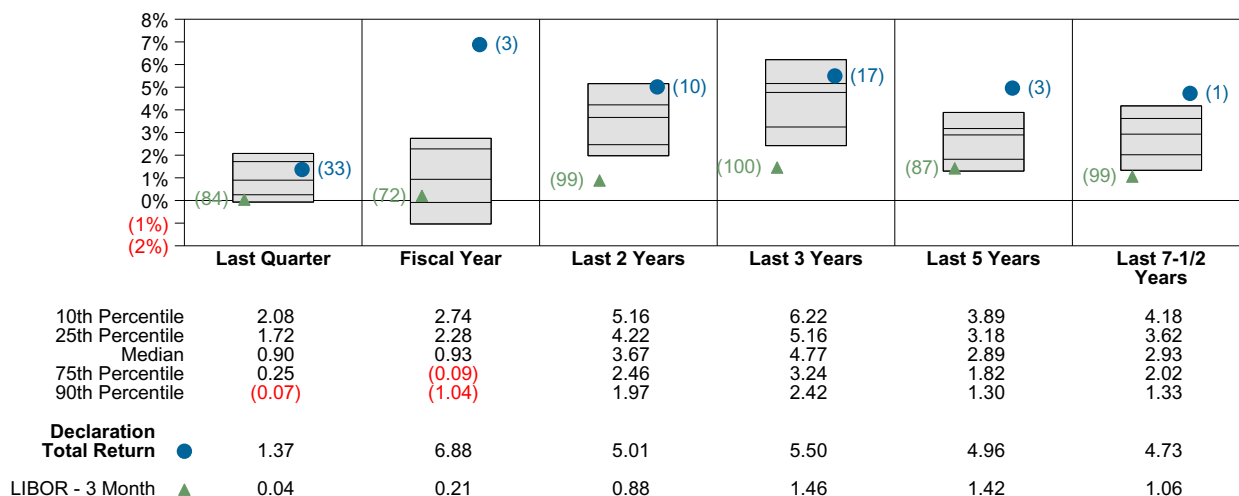 8%
7%
6%
5%
4%
3%
2%
1%
0%
(1%)
(2%)
(33)
(84)
(3)
(72)
(10)
(99)
(17)
(100)
(3)
(87)
(1)
(99)
Last Quarter Fiscal Year Last 2 Years Last 3 Years Last 5 Years Last 7-1/2
Years
10th Percentile 2.08 2.74 5.16 6.22 3.89 4.18
25th Percentile 1.72 2.28 4.22 5.16 3.18 3.62
Median 0.90 0.93 3.67 4.77 2.89 2.93
75th Percentile 0.25 (0.09) 2.46 3.24 1.82 2.02
90th Percentile (0.07) (1.04) 1.97 2.42 1.30 1.33
Declaration
Total Return 1.37 6.88 5.01 5.50 4.96 4.73
LIBOR - 3 Month 0.04 0.21 0.88 1.46 1.42 1.06